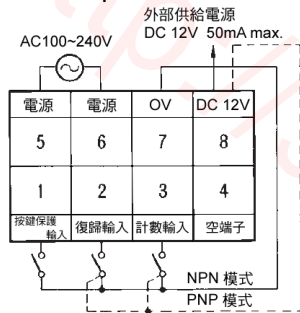 外部供給電源
DC 12V 50mA max.
AC100~240V
電源 電源 OV DC 12V
5 6 7 8
1 2 3 4
按鍵保護輸入 復歸輸入 計數輸入 空端子
NPN 模式
PNP 模式